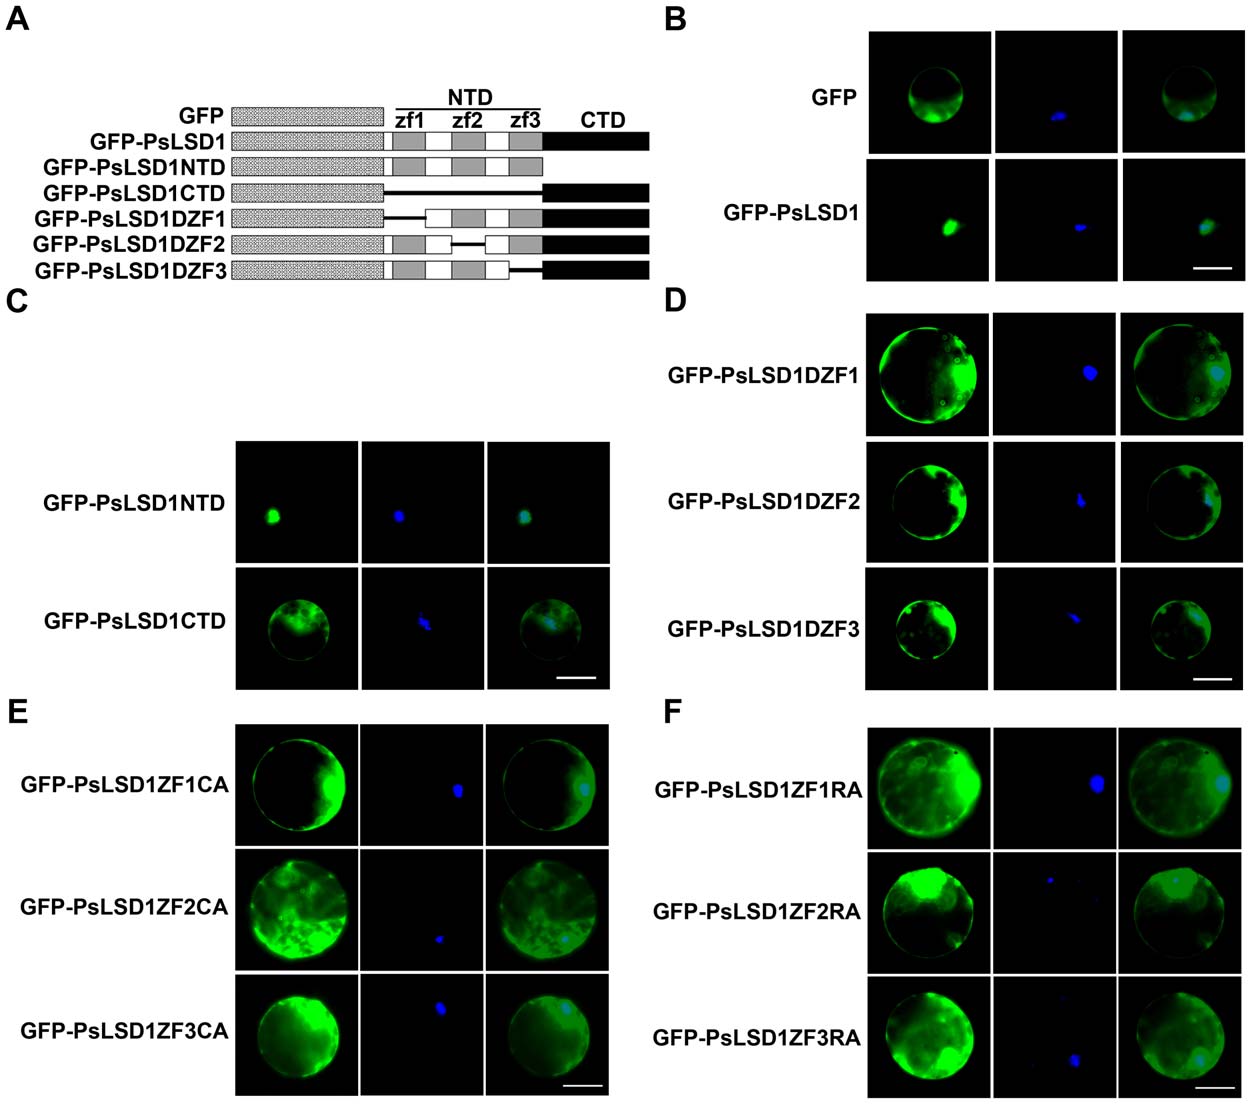 A
NTD
GFP
zf1 zf2 zf3 CTD
GFP-PsLSD1
GFP-PsLSD1NTD
GFP-PsLSD1CTD
GFP-PsLSD1DZF1
GFP-PsLSD1DZF2
GFP-PsLSD1DZF3
B
GFP
GFP-PsLSD1
C
GFP-PsLSD1NTD
GFP-PsLSD1CTD
D
GFP-PsLSD1DZF1
GFP-PsLSD1DZF2
GFP-PsLSD1DZF3
E
GFP-PsLSD1ZF1CA
GFP-PsLSD1ZF2CA
GFP-PsLSD1ZF3CA
F
GFP-PsLSD1ZF1RA
GFP-PsLSD1ZF2RA
GFP-PsLSD1ZF3RA